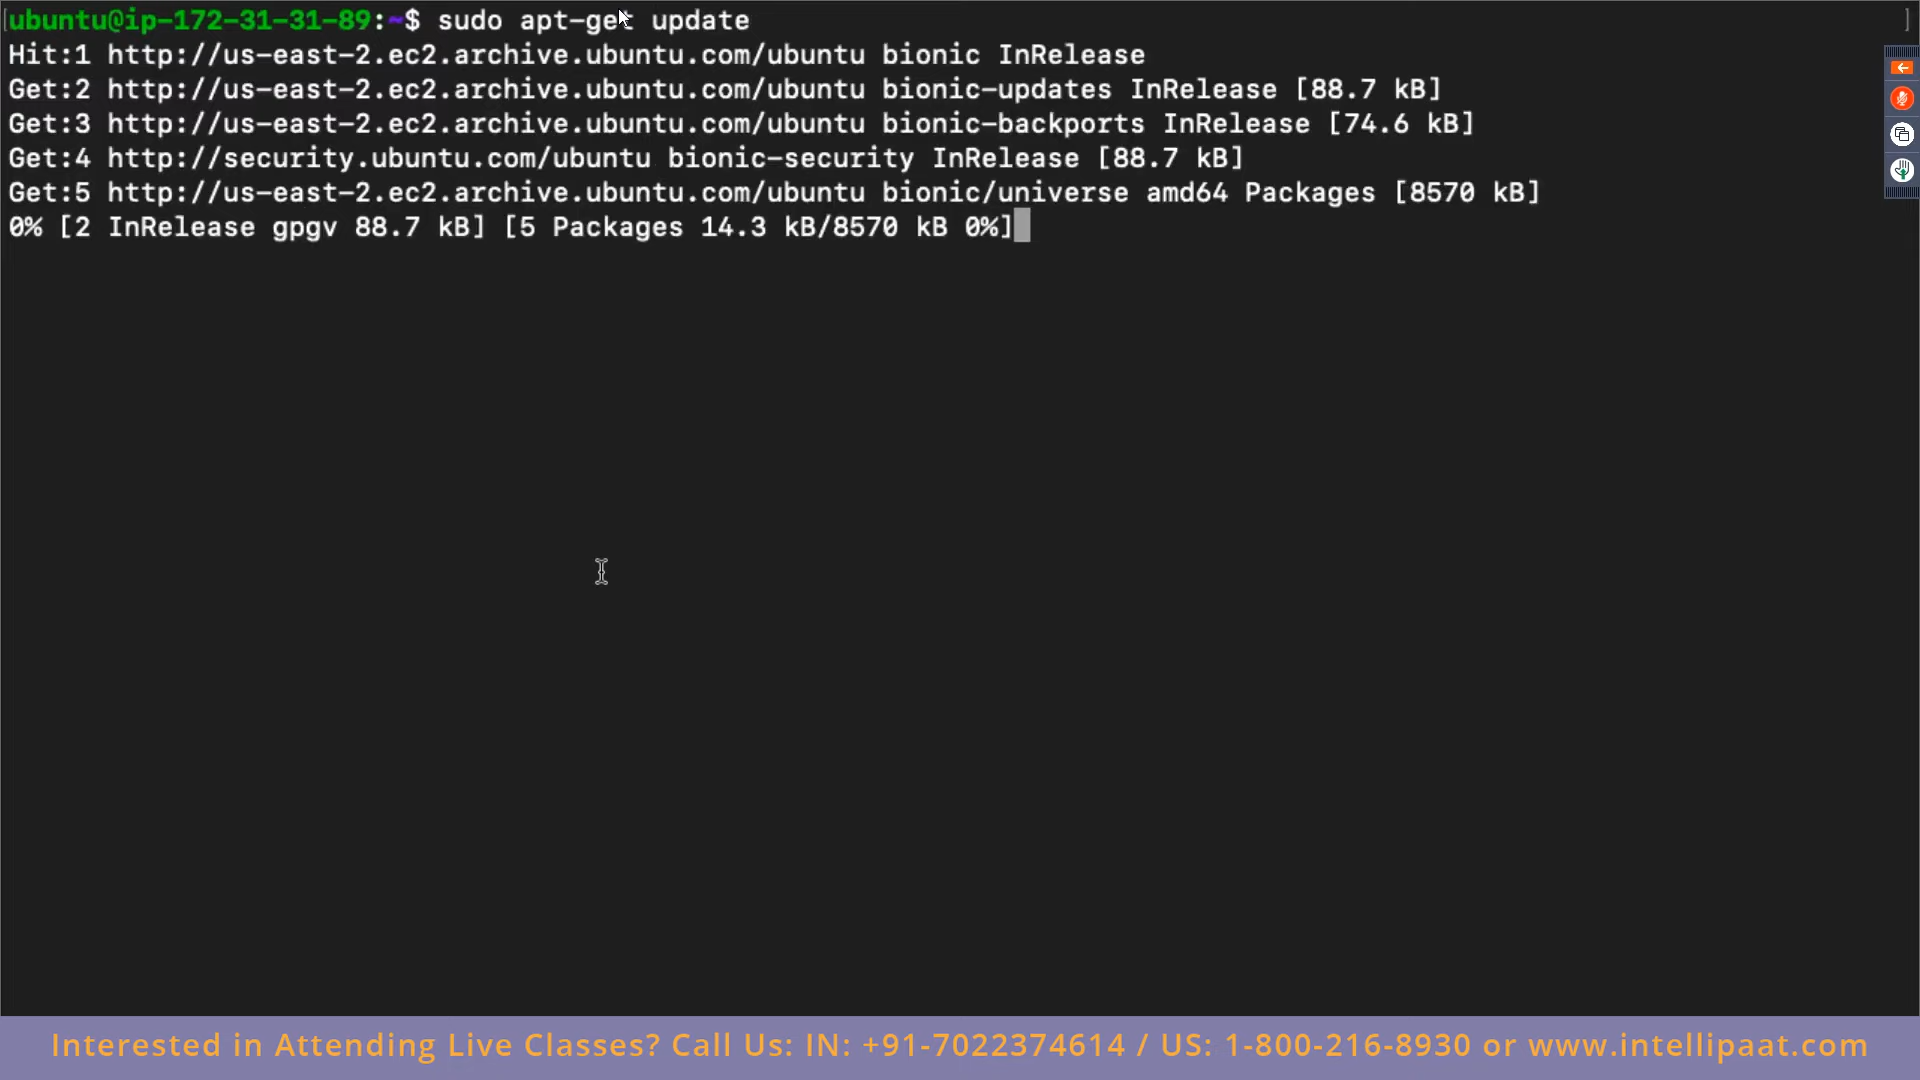 ubuntu@ip-172-31-31-89:~$ sudo apt-get update
Hit:1 http://us-east-2.ec2.archive.ubuntu.com/ubuntu bionic InRelease
Get:2 http://us-east-2.ec2.archive.ubuntu.com/ubuntu bionic-updates InRelease [88.7 kB]
Get:3 http://us-east-2.ec2.archive.ubuntu.com/ubuntu bionic-backports InRelease [74.6 kB]
Get:4 http://security.ubuntu.com/ubuntu bionic-security InRelease [88.7 kB]
Get:5 http://us-east-2.ec2.archive.ubuntu.com/ubuntu bionic/universe amd64 Packages [8570 kB]
0% [2 InRelease gpgv 88.7 kB] [5 Packages 14.3 kB/8570 kB 0%]
Interested in Attending Live Classes? Call Us: IN: +91-7022374614 / US: 1-800-216-8930 or www.intellipaat.com